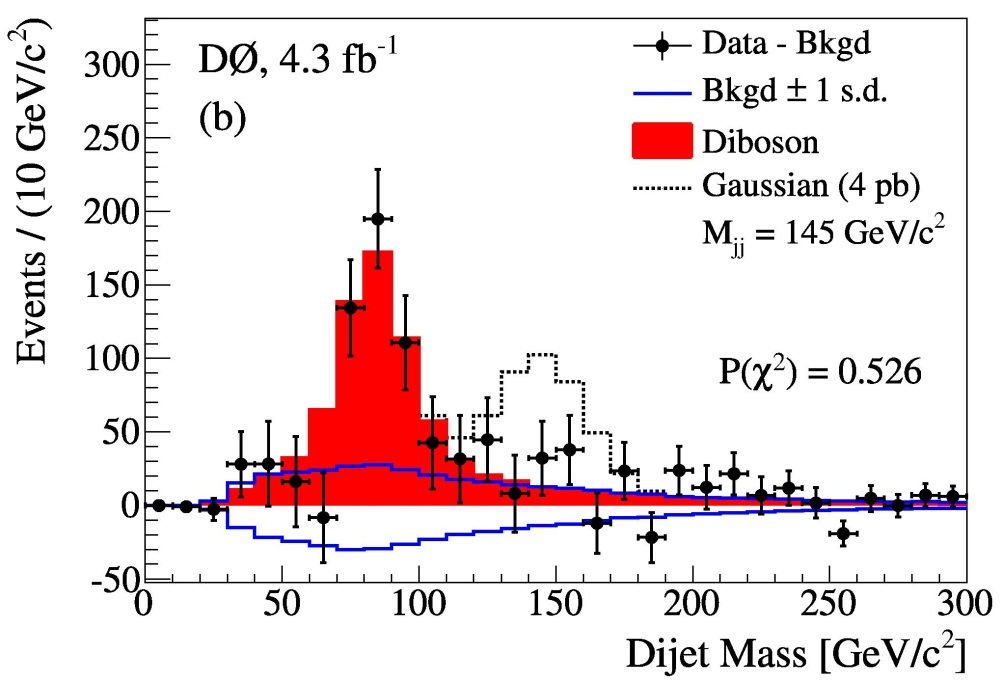 DØ, 4.3 fb⁻¹
(b)
Data - Bkgd
Bkgd ± 1 s.d.
Diboson
Gaussian (4 pb)
Mjj = 145 GeV/c²
P(χ²) = 0.526
Events / (10 GeV/c²)
300
250
200
150
100
50
0
-50
0 50 100 150 200 250 300
Dijet Mass [GeV/c²]